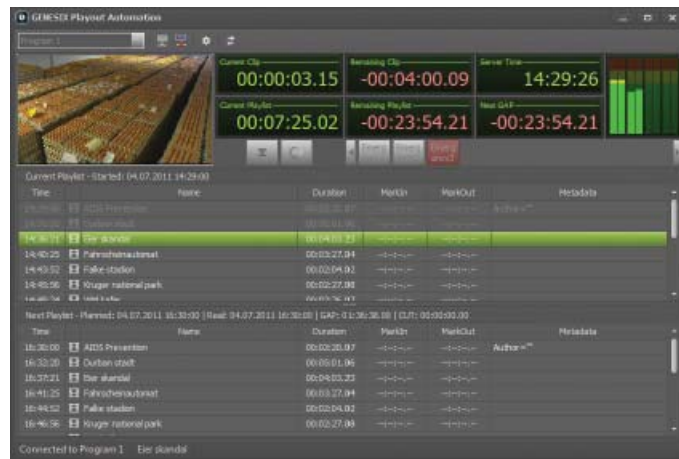 GENESIX Playout Automation
Program 1
Current Clip
00:00:03.15
Remaining Clip
-00:04:00.09
Server Time
14:29:26
Current Playlist
00:07:25.02
Remaining Playlist
-00:23:54.21
Next GAP
-00:23:54.21
Current Playlist - Started: 04.07.2011 14:29:00
Time Name Duration MarkIn MarkOut Metadata
AIDS Prevention Author=""
Durban stadt
14:36:21 Eier skandal 00:04:03.23
14:40:25 Fahrscheinautomat 00:03:27.04
14:43:52 Falke stadion 00:02:04.02
14:45:56 Kruger national park 00:02:27.08
Next Playlist - Planned: 04.07.2011 16:30:00 | Real: 04.07.2011 16:30:00 | GAP: 01:36:38.08 | CUT: 00:00:00.00
Time Name Duration MarkIn MarkOut Metadata
16:30:00 AIDS Prevention 00:02:20.07 Author=""
16:32:20 Durban stadt 00:05:01.06
16:37:21 Eier skandal 00:04:03.23
16:41:25 Fahrscheinautomat 00:03:27.04
16:44:52 Falke stadion 00:02:04.02
16:46:56 Kruger national park 00:02:27.08
Connected to Program 1 Eier skandal